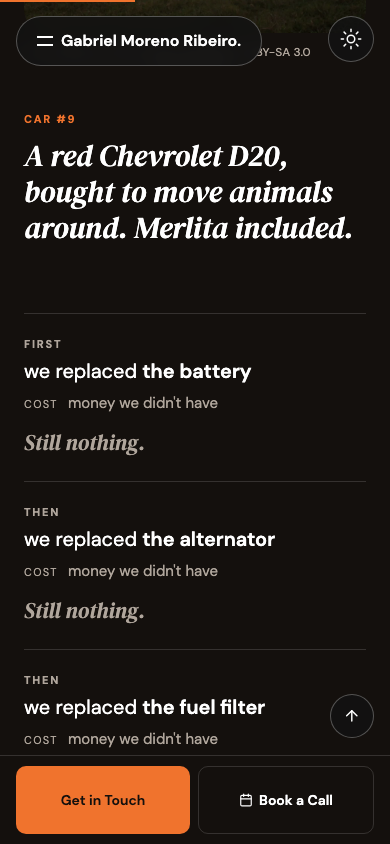 Gabriel Moreno Ribeiro.
BY-SA 3.0
CAR #9
A red Chevrolet D20,
bought to move animals
around. Merlita included.
FIRST
we replaced the battery
COST money we didn't have
Still nothing.
THEN
we replaced the alternator
COST money we didn't have
Still nothing.
THEN
we replaced the fuel filter
COST money we didn't have
Get in Touch
Book a Call